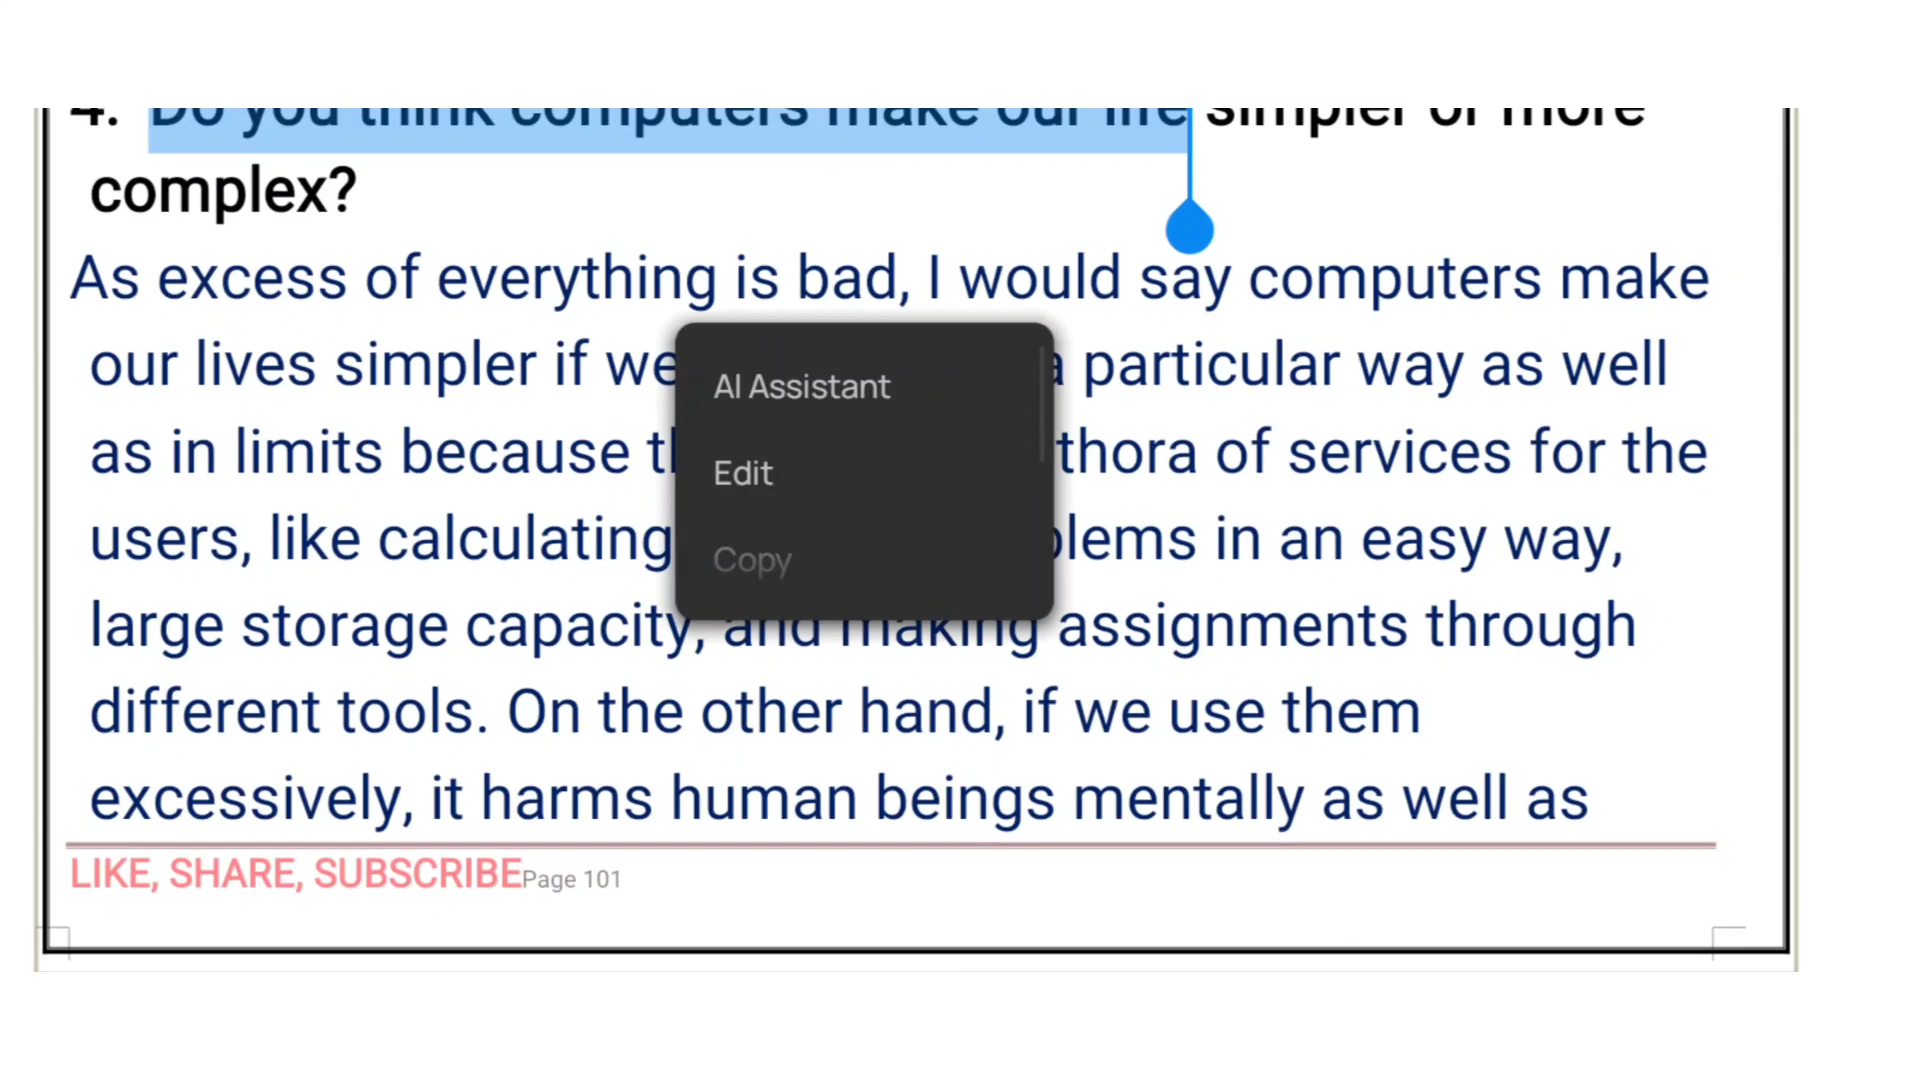 4. Do you think computers make our life simpler or more
complex?
As excess of everything is bad, I would say computers make
our lives simpler if we particular way as well
as in limits because of services for the
users, like calculating in an easy way,
large storage capacity, and making assignments through
different tools. On the other hand, if we use them
excessively, it harms human beings mentally as well as
AI Assistant
Edit
Copy
LIKE, SHARE, SUBSCRIBE Page 101